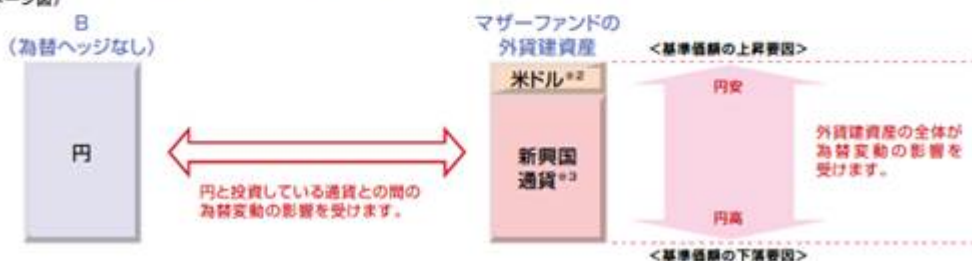 B
（為替ヘッジなし）
円
円と投資している通貨との間の
為替変動の影響を受けます。
マザーファンドの
外貨建資産
米ドル※2
新興国
通貨※3
＜基準価額の上昇要因＞
円安
外貨建資産の全体が
為替変動の影響を
受けます。
円高
＜基準価額の下落要因＞